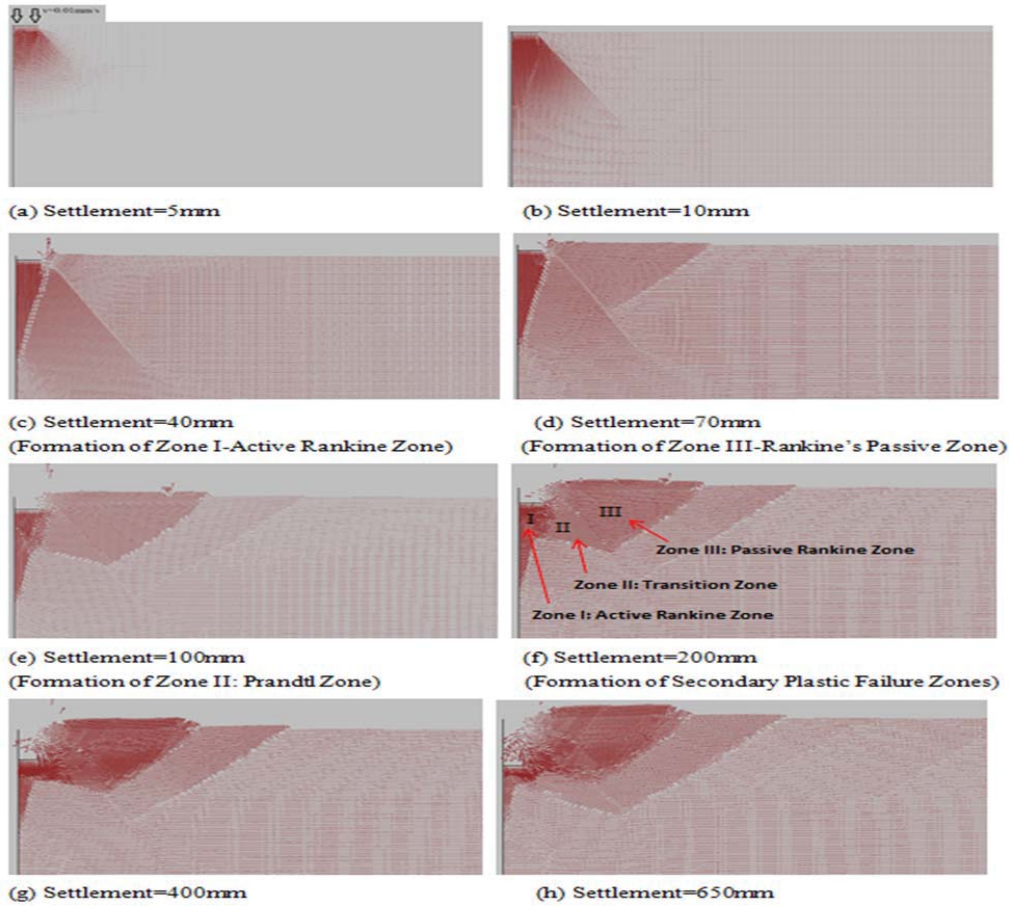 (a) Settlement=5mm
(b) Settlement=10mm
(c) Settlement=40mm
(Formation of Zone I-Active Rankine Zone)
(d) Settlement=70mm
(Formation of Zone III-Rankine's Passive Zone)
I
II
III
Zone III: Passive Rankine Zone
Zone II: Transition Zone
Zone I: Active Rankine Zone
(e) Settlement=100mm
(Formation of Zone II: Prandtl Zone)
(f) Settlement=200mm
(Formation of Secondary Plastic Failure Zones)
(g) Settlement=400mm
(h) Settlement=650mm